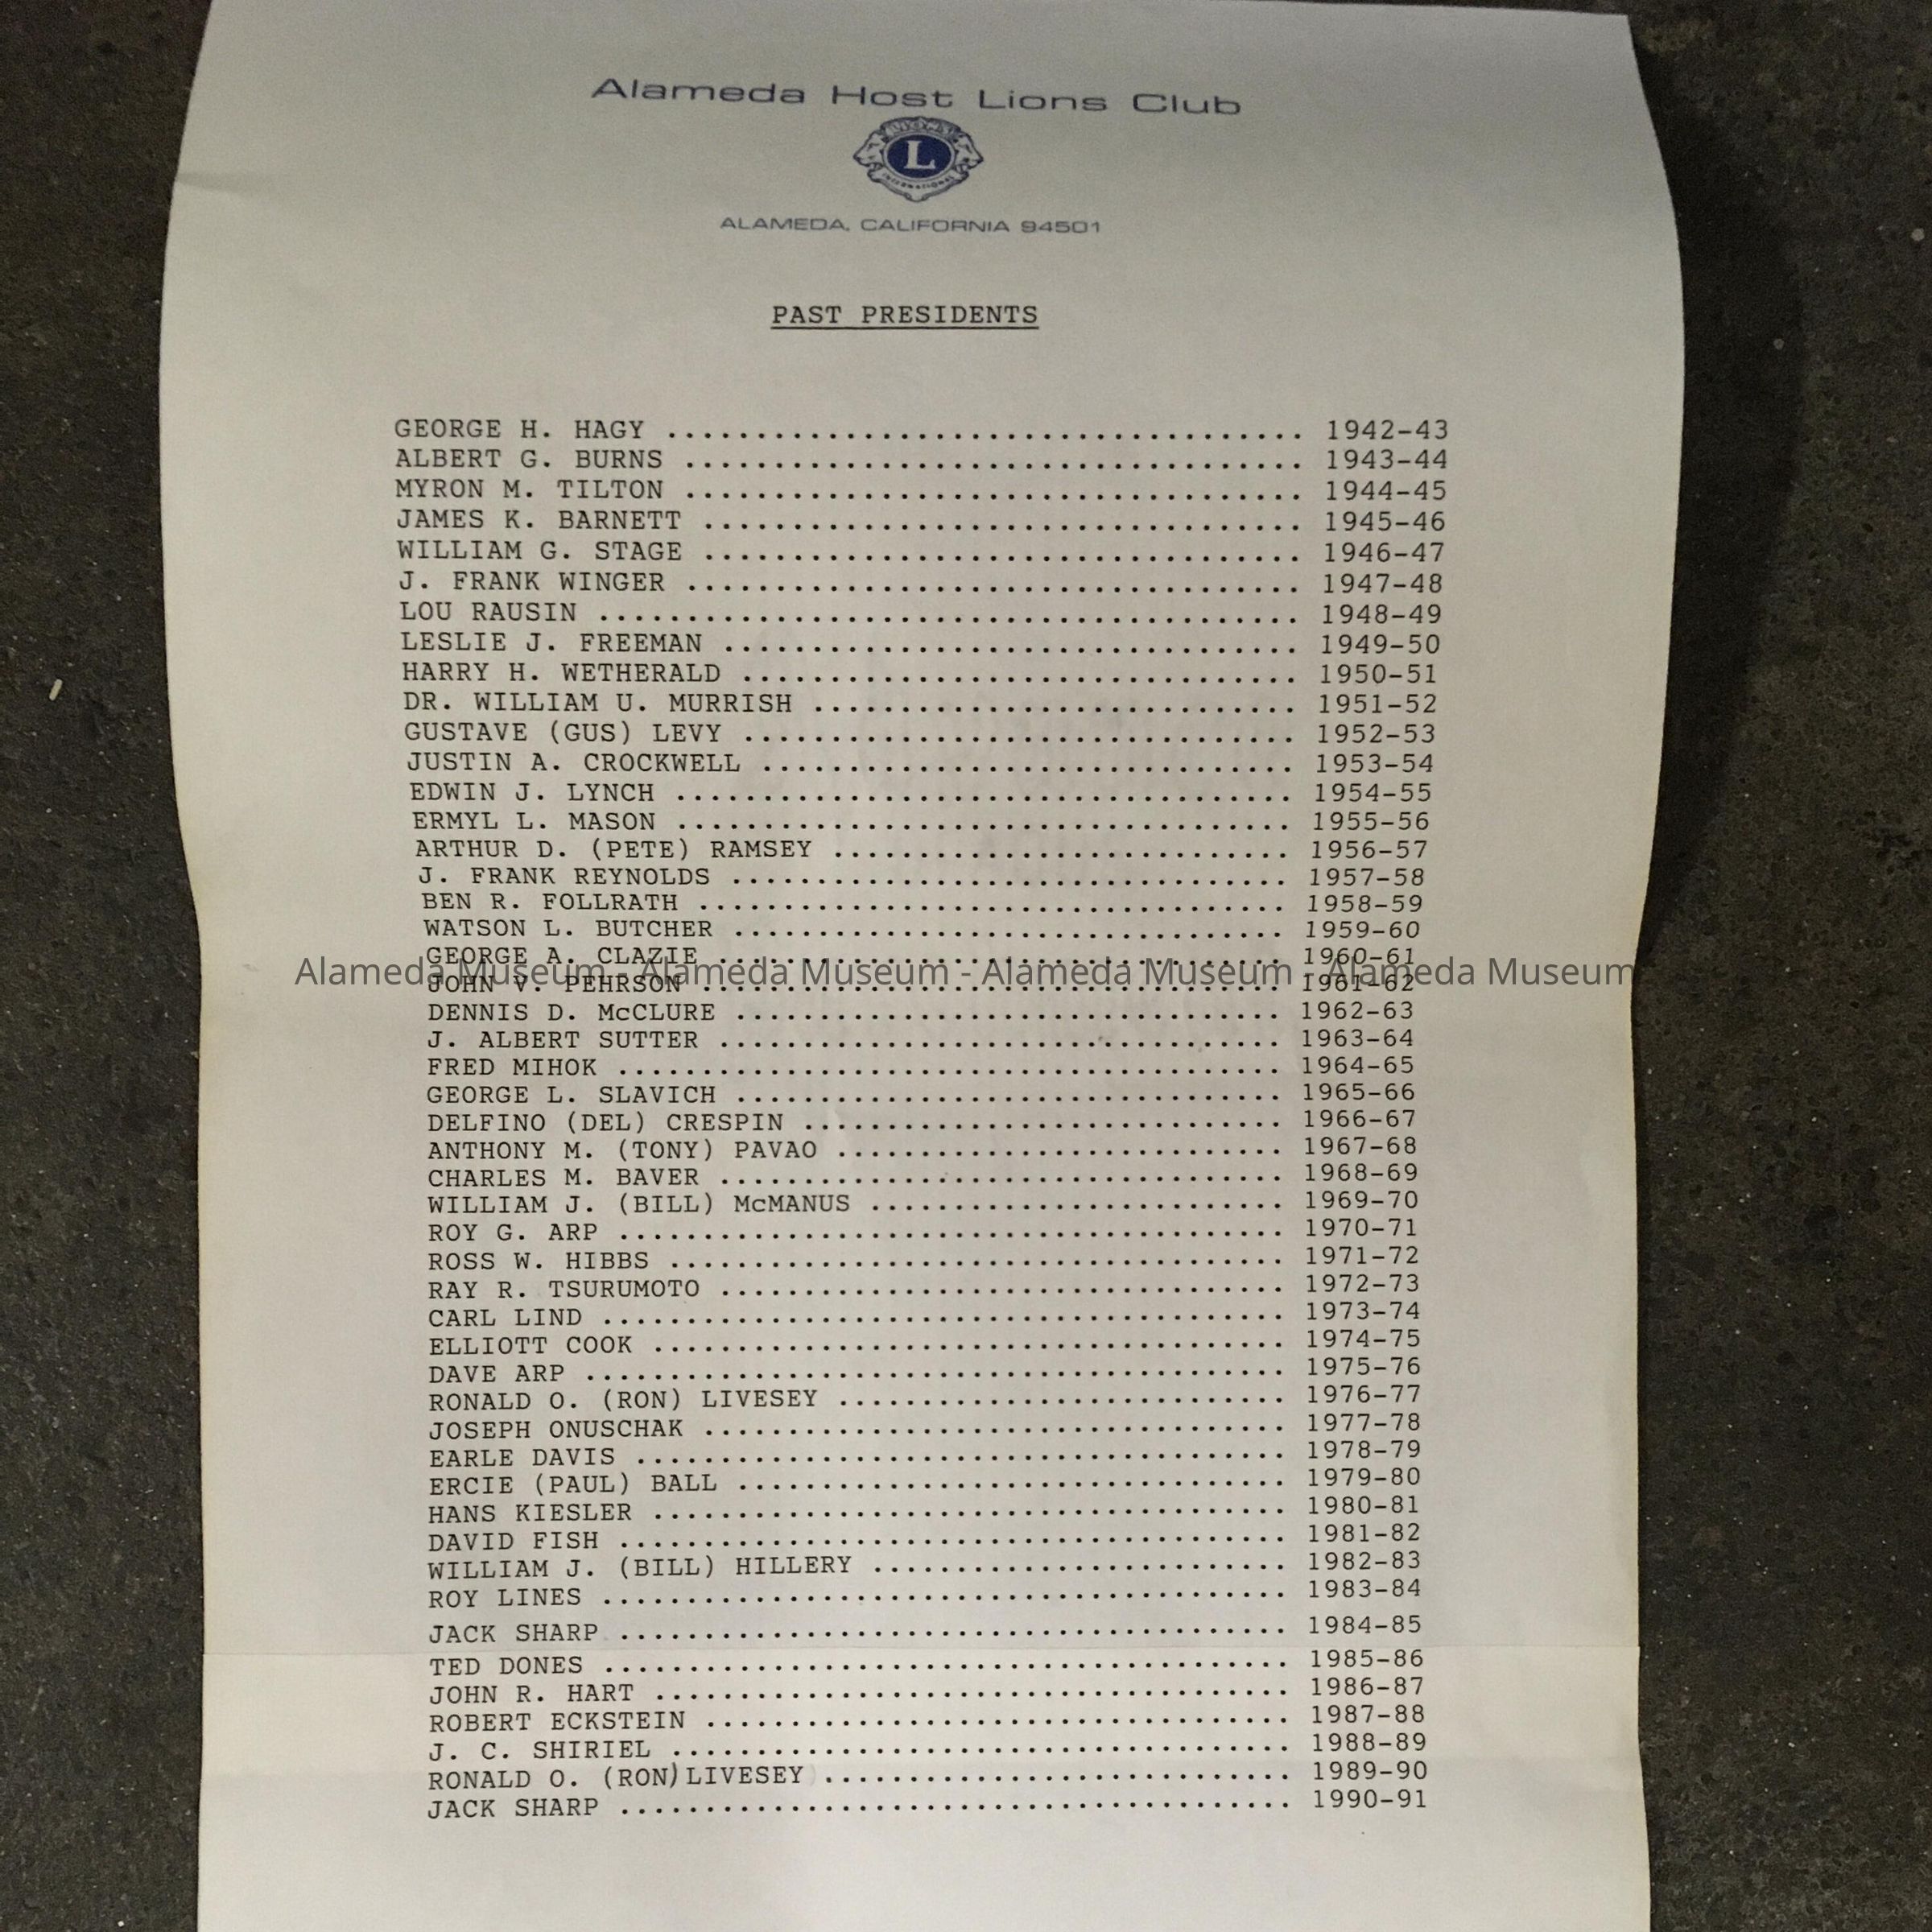 Alameda Host Lions Club
LIONS
L
INTERNATIONAL
ALAMEDA, CALIFORNIA 94501
PAST PRESIDENTS
GEORGE H. HAGY .................................... 1942-43
ALBERT G. BURNS ................................... 1943-44
MYRON M. TILTON ................................... 1944-45
JAMES K. BARNETT .................................. 1945-46
WILLIAM G. STAGE .................................. 1946-47
J. FRANK WINGER ................................... 1947-48
LOU RAUSIN ........................................ 1948-49
LESLIE J. FREEMAN ................................. 1949-50
HARRY H. WETHERALD ................................ 1950-51
DR. WILLIAM U. MURRISH ............................ 1951-52
GUSTAVE (GUS) LEVY ................................ 1952-53
JUSTIN A. CROCKWELL ............................... 1953-54
EDWIN J. LYNCH .................................... 1954-55
ERMYL L. MASON .................................... 1955-56
ARTHUR D. (PETE) RAMSEY ........................... 1956-57
J. FRANK REYNOLDS ................................. 1957-58
BEN R. FOLLRATH ................................... 1958-59
WATSON L. BUTCHER ................................. 1959-60
GEORGE A. CLAZIE .................................. 1960-61
Alameda Museum - Alameda Museum - Alameda Museum - Alameda Museum
JOHN V. PEHRSON ................................... 1961-62
DENNIS D. McCLURE ................................. 1962-63
J. ALBERT SUTTER .................................. 1963-64
FRED MIHOK ........................................ 1964-65
GEORGE L. SLAVICH ................................. 1965-66
DELFINO (DEL) CRESPIN ............................. 1966-67
ANTHONY M. (TONY) PAVAO ........................... 1967-68
CHARLES M. BAVER .................................. 1968-69
WILLIAM J. (BILL) McMANUS ......................... 1969-70
ROY G. ARP ........................................ 1970-71
ROSS W. HIBBS ..................................... 1971-72
RAY R. TSURUMOTO .................................. 1972-73
CARL LIND ......................................... 1973-74
ELLIOTT COOK ...................................... 1974-75
DAVE ARP .......................................... 1975-76
RONALD O. (RON) LIVESEY ........................... 1976-77
JOSEPH ONUSCHAK ................................... 1977-78
EARLE DAVIS ....................................... 1978-79
ERCIE (PAUL) BALL ................................. 1979-80
HANS KIESLER ...................................... 1980-81
DAVID FISH ........................................ 1981-82
WILLIAM J. (BILL) HILLERY ......................... 1982-83
ROY LINES ......................................... 1983-84
JACK SHARP ........................................ 1984-85
TED DONES ......................................... 1985-86
JOHN R. HART ...................................... 1986-87
ROBERT ECKSTEIN ................................... 1987-88
J. C. SHIRIEL ..................................... 1988-89
RONALD O. (RON)LIVESEY ............................ 1989-90
JACK SHARP ........................................ 1990-91